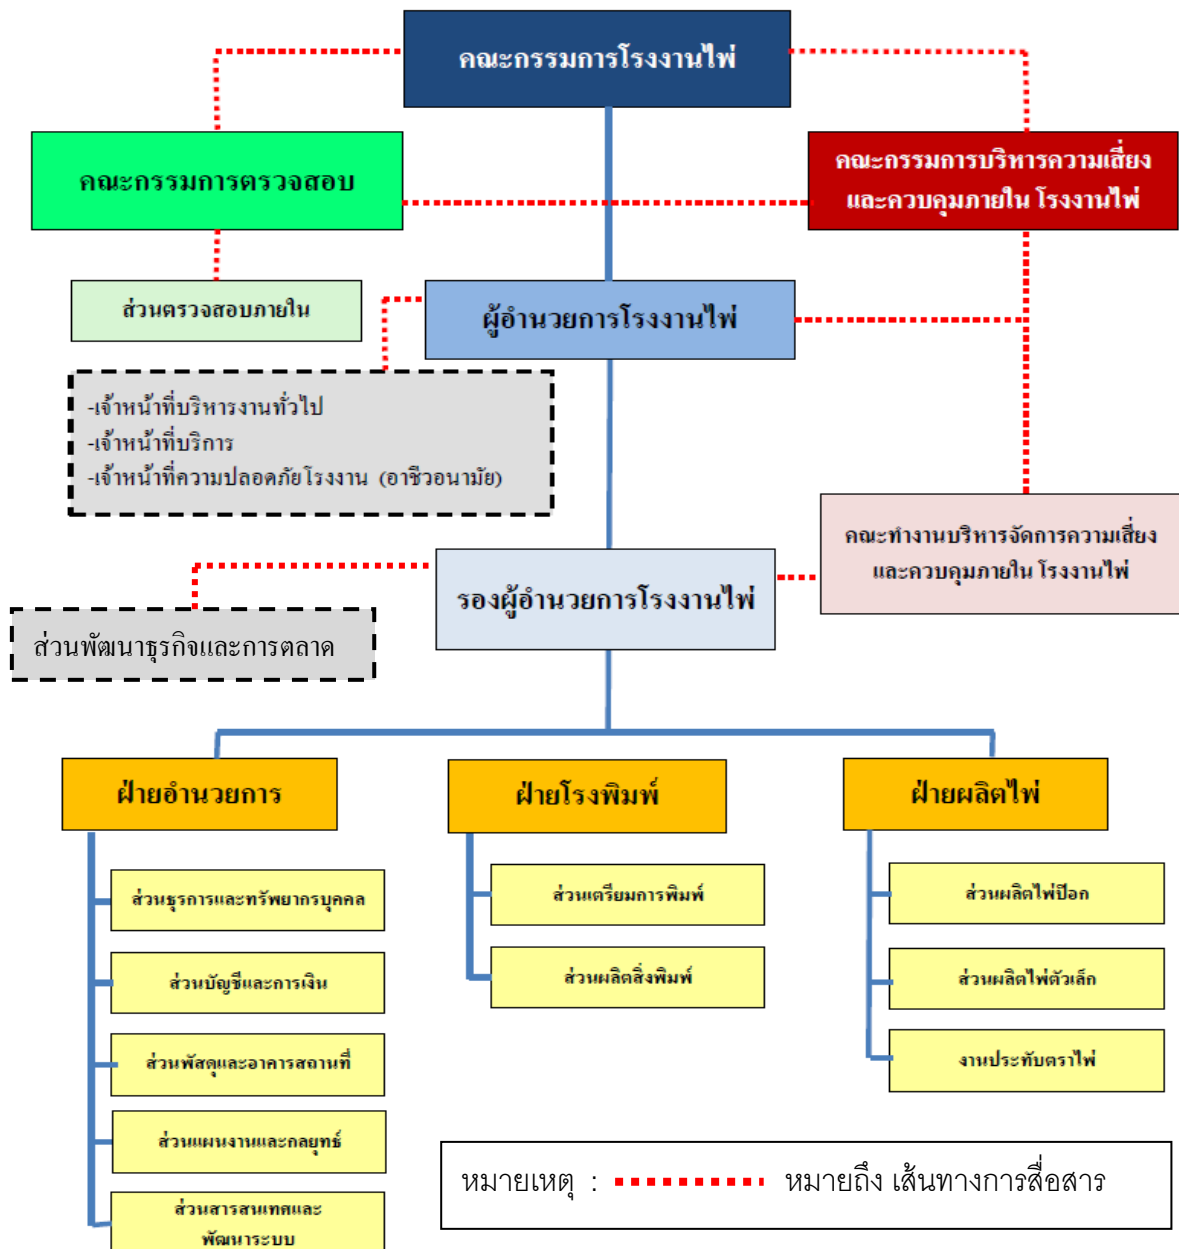 คณะกรรมการโรงงานไพ่
คณะกรรมการตรวจสอบ
คณะกรรมการบริหารความเสี่ยง
และควบคุมภายใน โรงงานไพ่
ส่วนตรวจสอบภายใน
ผู้อำนวยการโรงงานไพ่
-เจ้าหน้าที่บริหารงานทั่วไป
-เจ้าหน้าที่บริการ
-เจ้าหน้าที่ความปลอดภัยโรงงาน (อาชีวอนามัย)
คณะทำงานบริหารจัดการความเสี่ยง
และควบคุมภายใน โรงงานไพ่
รองผู้อำนวยการโรงงานไพ่
ส่วนพัฒนาธุรกิจและการตลาด
ฝ่ายอำนวยการ
ฝ่ายโรงพิมพ์
ฝ่ายผลิตไพ่
ส่วนธุรการและทรัพยากรบุคคล
ส่วนบัญชีและการเงิน
ส่วนพัสดุและอาคารสถานที่
ส่วนแผนงานและกลยุทธ์
ส่วนสารสนเทศและ
พัฒนาระบบ
ส่วนเตรียมการพิมพ์
ส่วนผลิตสิ่งพิมพ์
ส่วนผลิตไพ่ป๊อก
ส่วนผลิตไพ่ตัวเล็ก
งานประทับตราไพ่
หมายเหตุ : หมายถึง เส้นทางการสื่อสาร